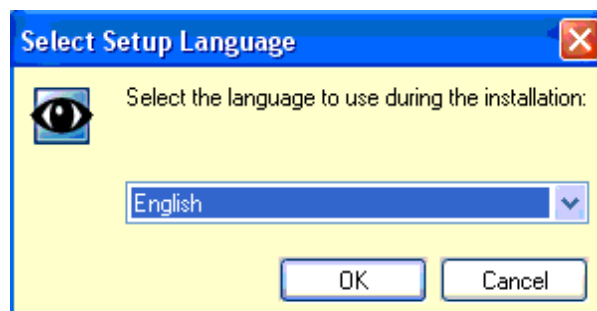 Select Setup Language
Select the language to use during the installation:
English
OK
Cancel